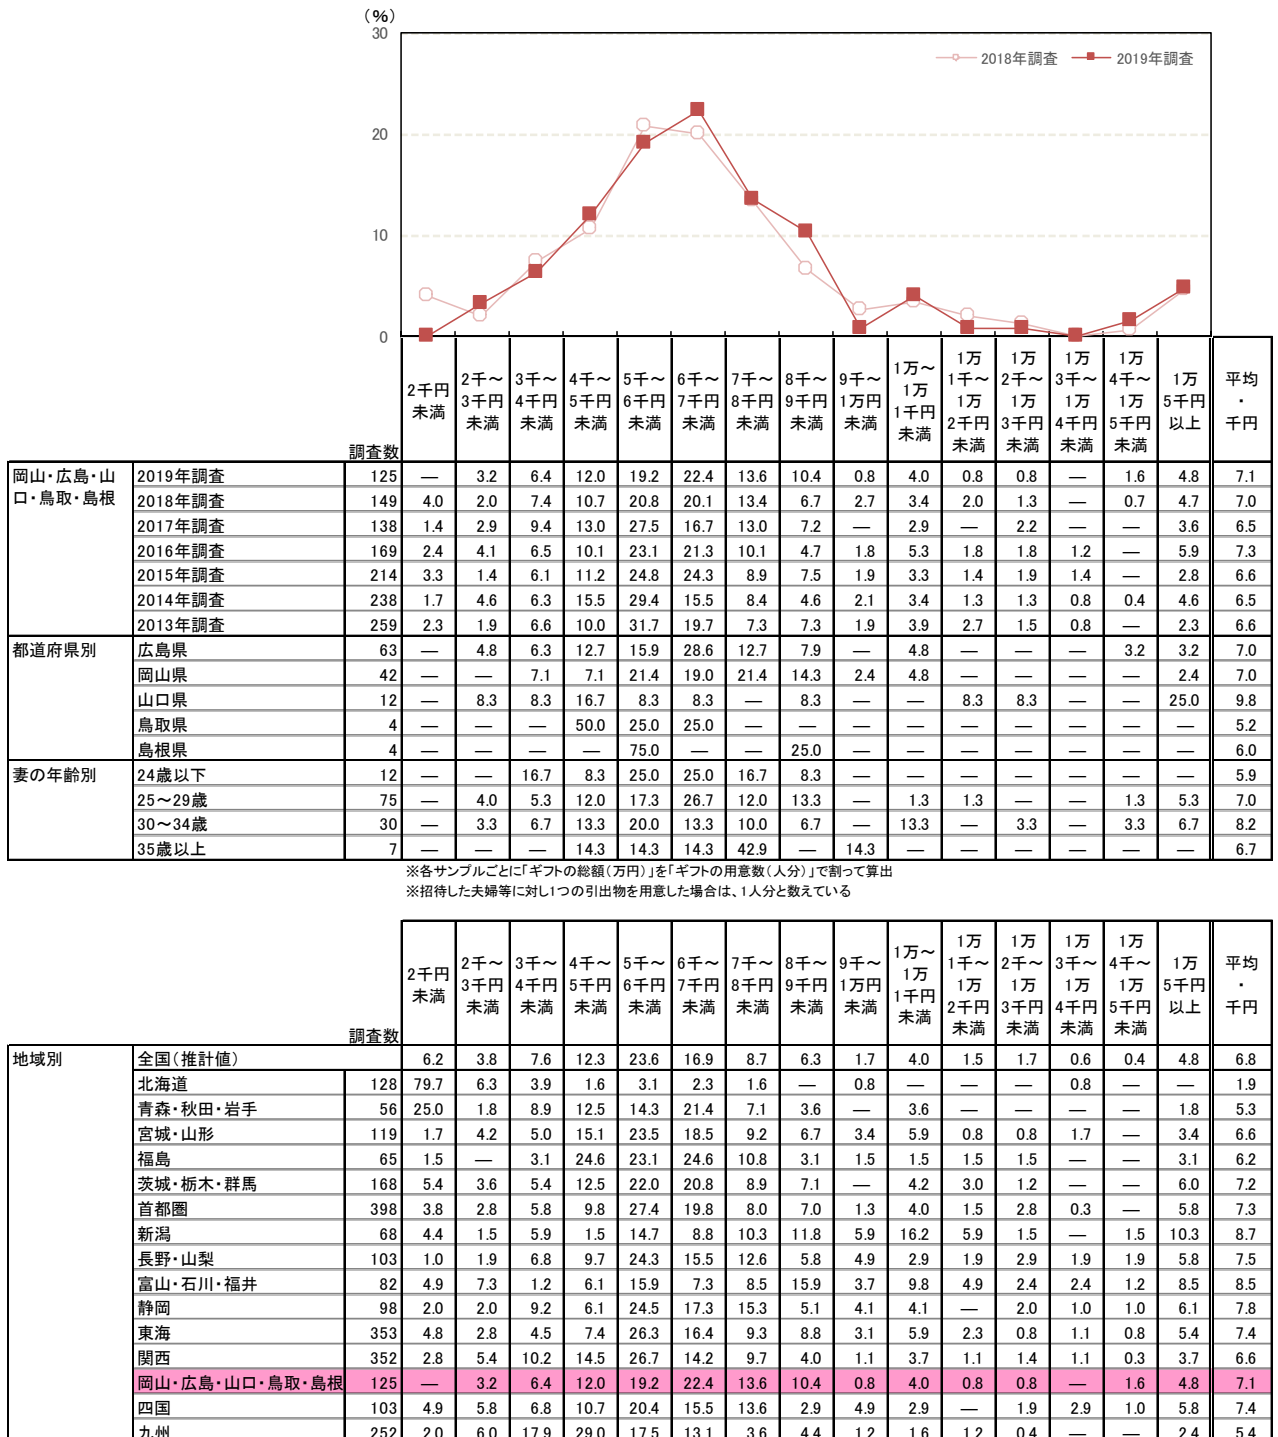 (%)
30
20
10
0
2018年調査 2019年調査
調査数 2千円未満 2千～3千円未満 3千～4千円未満 4千～5千円未満 5千～6千円未満 6千～7千円未満 7千～8千円未満 8千～9千円未満 9千～1万円未満 1万～1万1千円未満 1万1千～1万2千円未満 1万2千～1万3千円未満 1万3千～1万4千円未満 1万4千～1万5千円未満 1万5千円以上 平均・千円
岡山・広島・山口・鳥取・島根 2019年調査 125 — 3.2 6.4 12.0 19.2 22.4 13.6 10.4 0.8 4.0 0.8 0.8 — 1.6 4.8 7.1
2018年調査 149 4.0 2.0 7.4 10.7 20.8 20.1 13.4 6.7 2.7 3.4 2.0 1.3 — 0.7 4.7 7.0
2017年調査 138 1.4 2.9 9.4 13.0 27.5 16.7 13.0 7.2 — 2.9 — 2.2 — — 3.6 6.5
2016年調査 169 2.4 4.1 6.5 10.1 23.1 21.3 10.1 4.7 1.8 5.3 1.8 1.8 1.2 — 5.9 7.3
2015年調査 214 3.3 1.4 6.1 11.2 24.8 24.3 8.9 7.5 1.9 3.3 1.4 1.9 1.4 — 2.8 6.6
2014年調査 238 1.7 4.6 6.3 15.5 29.4 15.5 8.4 4.6 2.1 3.4 1.3 1.3 0.8 0.4 4.6 6.5
2013年調査 259 2.3 1.9 6.6 10.0 31.7 19.7 7.3 7.3 1.9 3.9 2.7 1.5 0.8 — 2.3 6.6
都道府県別 広島県 63 — 4.8 6.3 12.7 15.9 28.6 12.7 7.9 — 4.8 — — — 3.2 3.2 7.0
岡山県 42 — — 7.1 7.1 21.4 19.0 21.4 14.3 2.4 4.8 — — — — 2.4 7.0
山口県 12 — 8.3 8.3 16.7 8.3 8.3 — 8.3 — — 8.3 8.3 — — 25.0 9.8
鳥取県 4 — — — 50.0 25.0 25.0 — — — — — — — — — 5.2
島根県 4 — — — — 75.0 — — 25.0 — — — — — — — 6.0
妻の年齢別 24歳以下 12 — — 16.7 8.3 25.0 25.0 16.7 8.3 — — — — — — — 5.9
25～29歳 75 — 4.0 5.3 12.0 17.3 26.7 12.0 13.3 — 1.3 1.3 — — 1.3 5.3 7.0
30～34歳 30 — 3.3 6.7 13.3 20.0 13.3 10.0 6.7 — 13.3 — 3.3 — 3.3 6.7 8.2
35歳以上 7 — — — 14.3 14.3 14.3 42.9 — 14.3 — — — — — — 6.7
※各サンプルごとに「ギフトの総額(万円)」を「ギフトの用意数(人分)」で割って算出
※招待した夫婦等に対し1つの引出物を用意した場合は、1人分と数えている
調査数 2千円未満 2千～3千円未満 3千～4千円未満 4千～5千円未満 5千～6千円未満 6千～7千円未満 7千～8千円未満 8千～9千円未満 9千～1万円未満 1万～1万1千円未満 1万1千～1万2千円未満 1万2千～1万3千円未満 1万3千～1万4千円未満 1万4千～1万5千円未満 1万5千円以上 平均・千円
地域別 全国(推計値) 6.2 3.8 7.6 12.3 23.6 16.9 8.7 6.3 1.7 4.0 1.5 1.7 0.6 0.4 4.8 6.8
北海道 128 79.7 6.3 3.9 1.6 3.1 2.3 1.6 — 0.8 — — — 0.8 — — 1.9
青森・秋田・岩手 56 25.0 1.8 8.9 12.5 14.3 21.4 7.1 3.6 — 3.6 — — — — 1.8 5.3
宮城・山形 119 1.7 4.2 5.0 15.1 23.5 18.5 9.2 6.7 3.4 5.9 0.8 0.8 1.7 — 3.4 6.6
福島 65 1.5 — 3.1 24.6 23.1 24.6 10.8 3.1 1.5 1.5 1.5 1.5 — — 3.1 6.2
茨城・栃木・群馬 168 5.4 3.6 5.4 12.5 22.0 20.8 8.9 7.1 — 4.2 3.0 1.2 — — 6.0 7.2
首都圏 398 3.8 2.8 5.8 9.8 27.4 19.8 8.0 7.0 1.3 4.0 1.5 2.8 0.3 — 5.8 7.3
新潟 68 4.4 1.5 5.9 1.5 14.7 8.8 10.3 11.8 5.9 16.2 5.9 1.5 — 1.5 10.3 8.7
長野・山梨 103 1.0 1.9 6.8 9.7 24.3 15.5 12.6 5.8 4.9 2.9 1.9 2.9 1.9 1.9 5.8 7.5
富山・石川・福井 82 4.9 7.3 1.2 6.1 15.9 7.3 8.5 15.9 3.7 9.8 4.9 2.4 2.4 1.2 8.5 8.5
静岡 98 2.0 2.0 9.2 6.1 24.5 17.3 15.3 5.1 4.1 4.1 — 2.0 1.0 1.0 6.1 7.8
東海 353 4.8 2.8 4.5 7.4 26.3 16.4 9.3 8.8 3.1 5.9 2.3 0.8 1.1 0.8 5.4 7.4
関西 352 2.8 5.4 10.2 14.5 26.7 14.2 9.7 4.0 1.1 3.7 1.1 1.4 1.1 0.3 3.7 6.6
岡山・広島・山口・鳥取・島根 125 — 3.2 6.4 12.0 19.2 22.4 13.6 10.4 0.8 4.0 0.8 0.8 — 1.6 4.8 7.1
四国 103 4.9 5.8 6.8 10.7 20.4 15.5 13.6 2.9 4.9 2.9 — 1.9 2.9 1.0 5.8 7.4
九州 252 2.0 6.0 17.9 29.0 17.5 13.1 3.6 4.4 1.2 1.6 1.2 0.4 — — 2.4 5.4